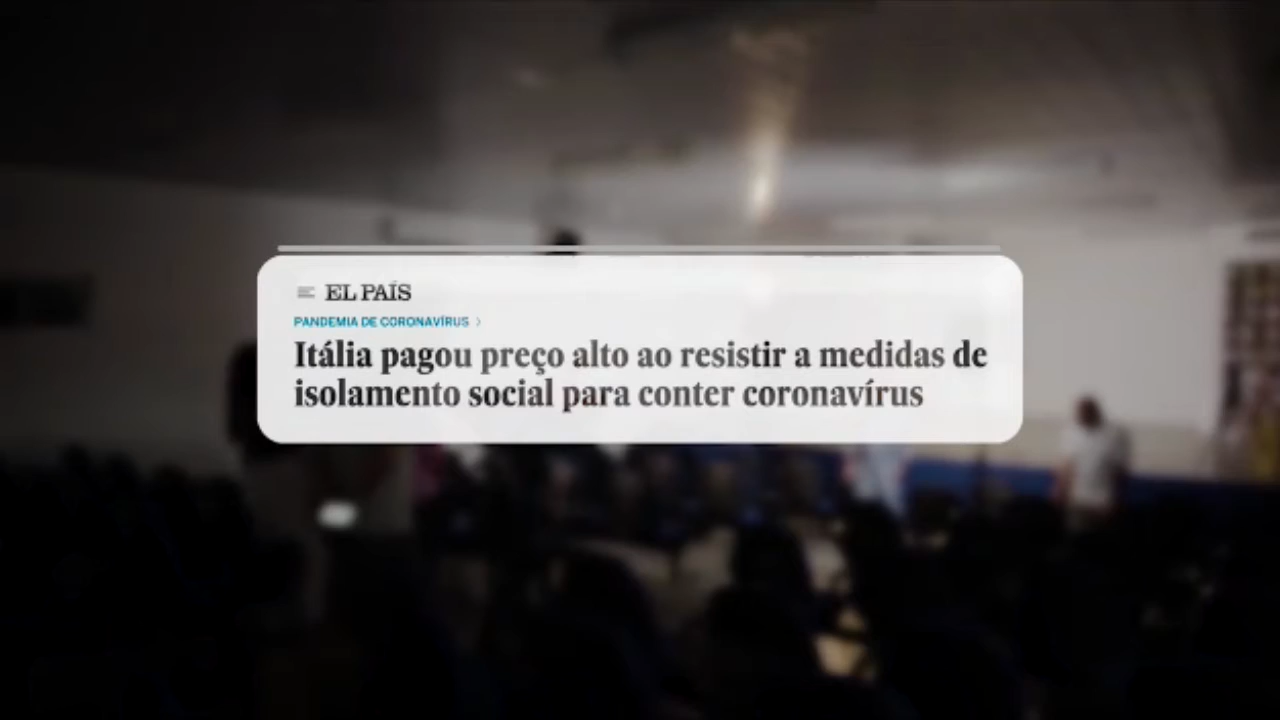 EL PAÍS
PANDEMIA DE CORONAVÍRUS
Itália pagou preço alto ao resistir a medidas de
isolamento social para conter coronavírus